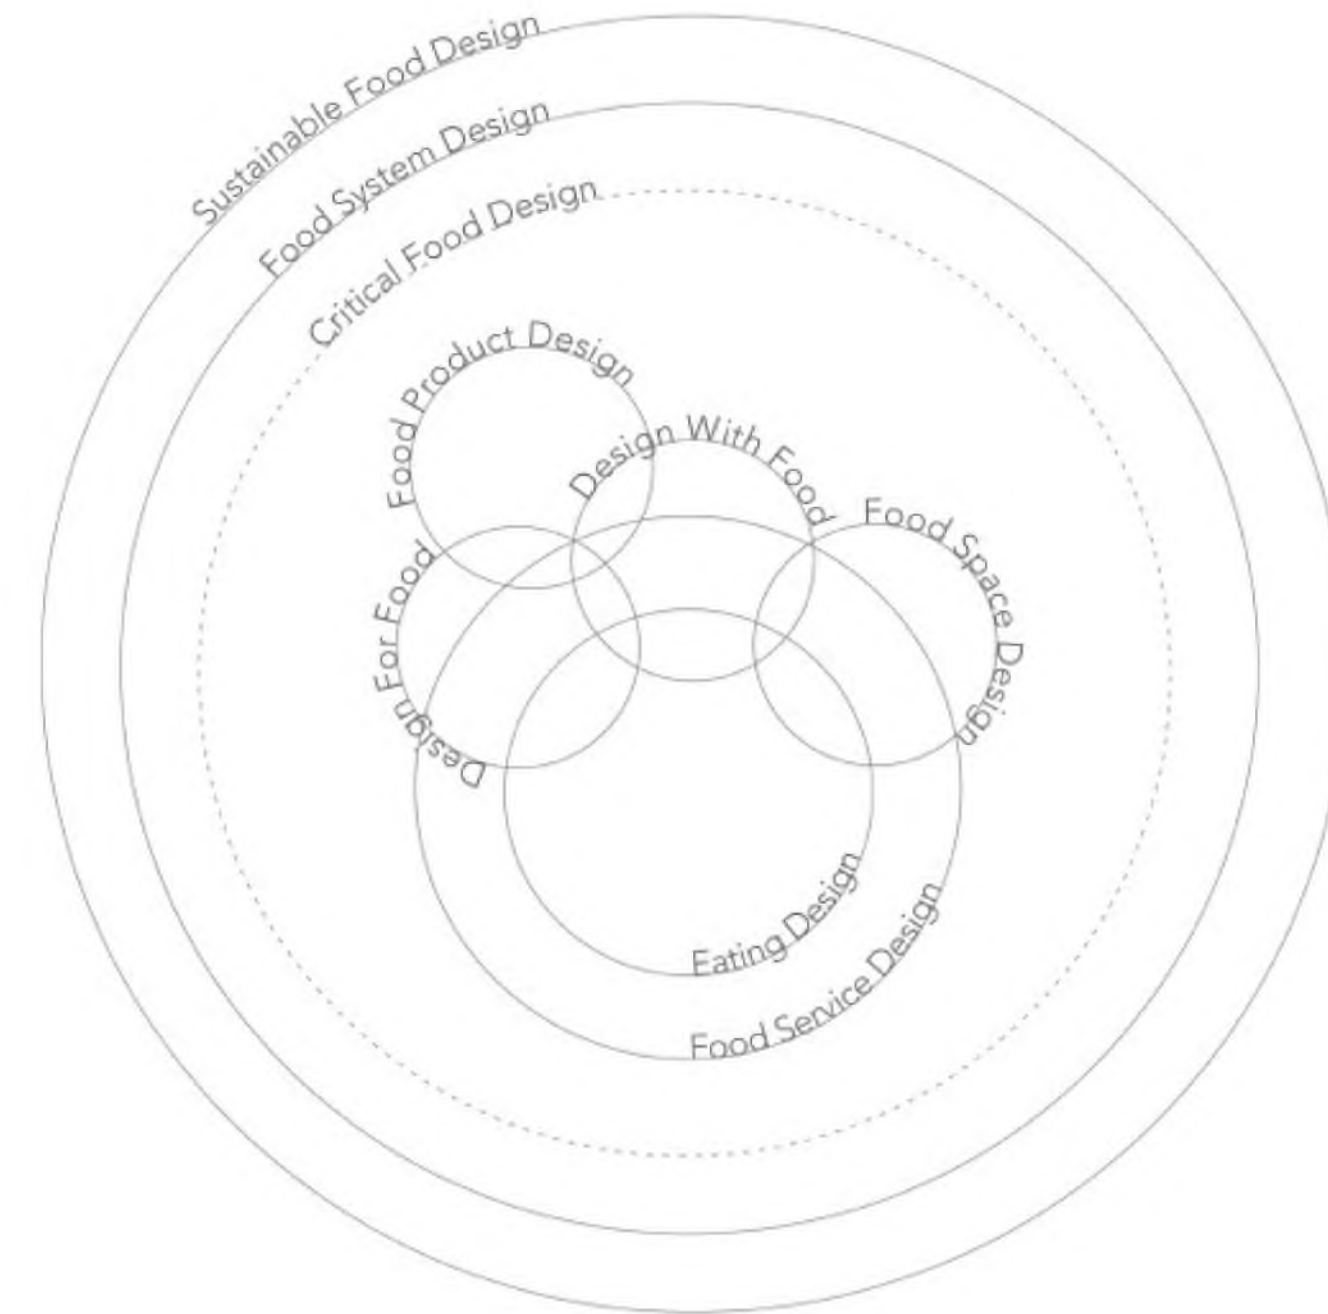 Sustainable Food Design
Food System Design
Critical Food Design
Food Product Design
Design With Food
Food Space Design
Design For Food
Eating Design
Food Service Design